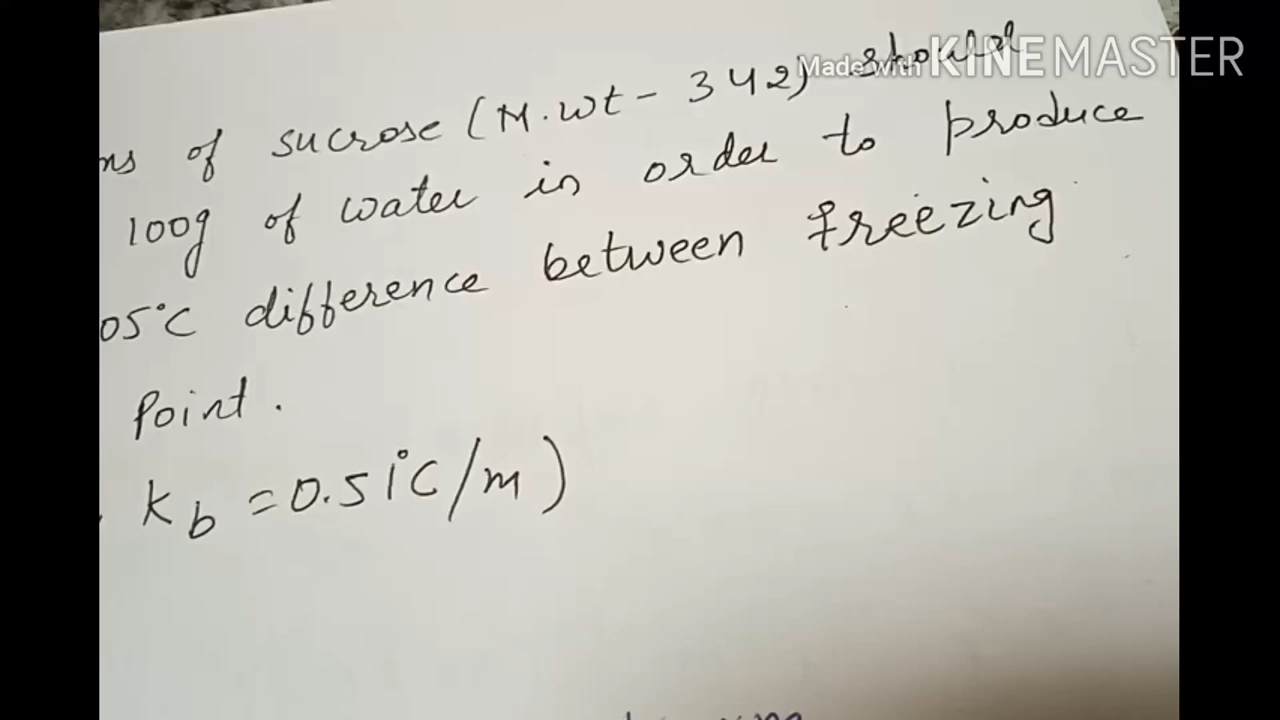 Made with KINEMASTER
ns of sucrose (M.wt - 342) should
100g of water in order to produce
05°C difference between freezing
Point.
, Kb = 0.51°C/m)